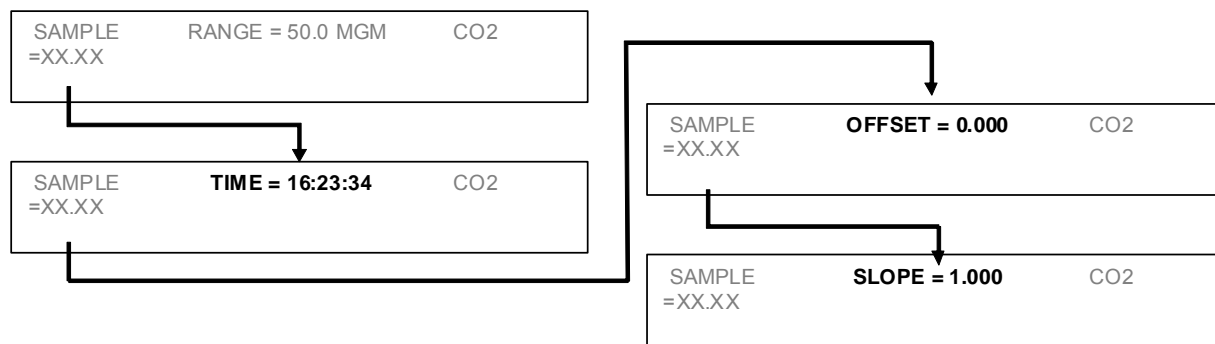 SAMPLE RANGE = 50.0 MGM CO2
=XX.XX
SAMPLE TIME = 16:23:34 CO2
=XX.XX
SAMPLE OFFSET = 0.000 CO2
=XX.XX
SAMPLE SLOPE = 1.000 CO2
=XX.XX